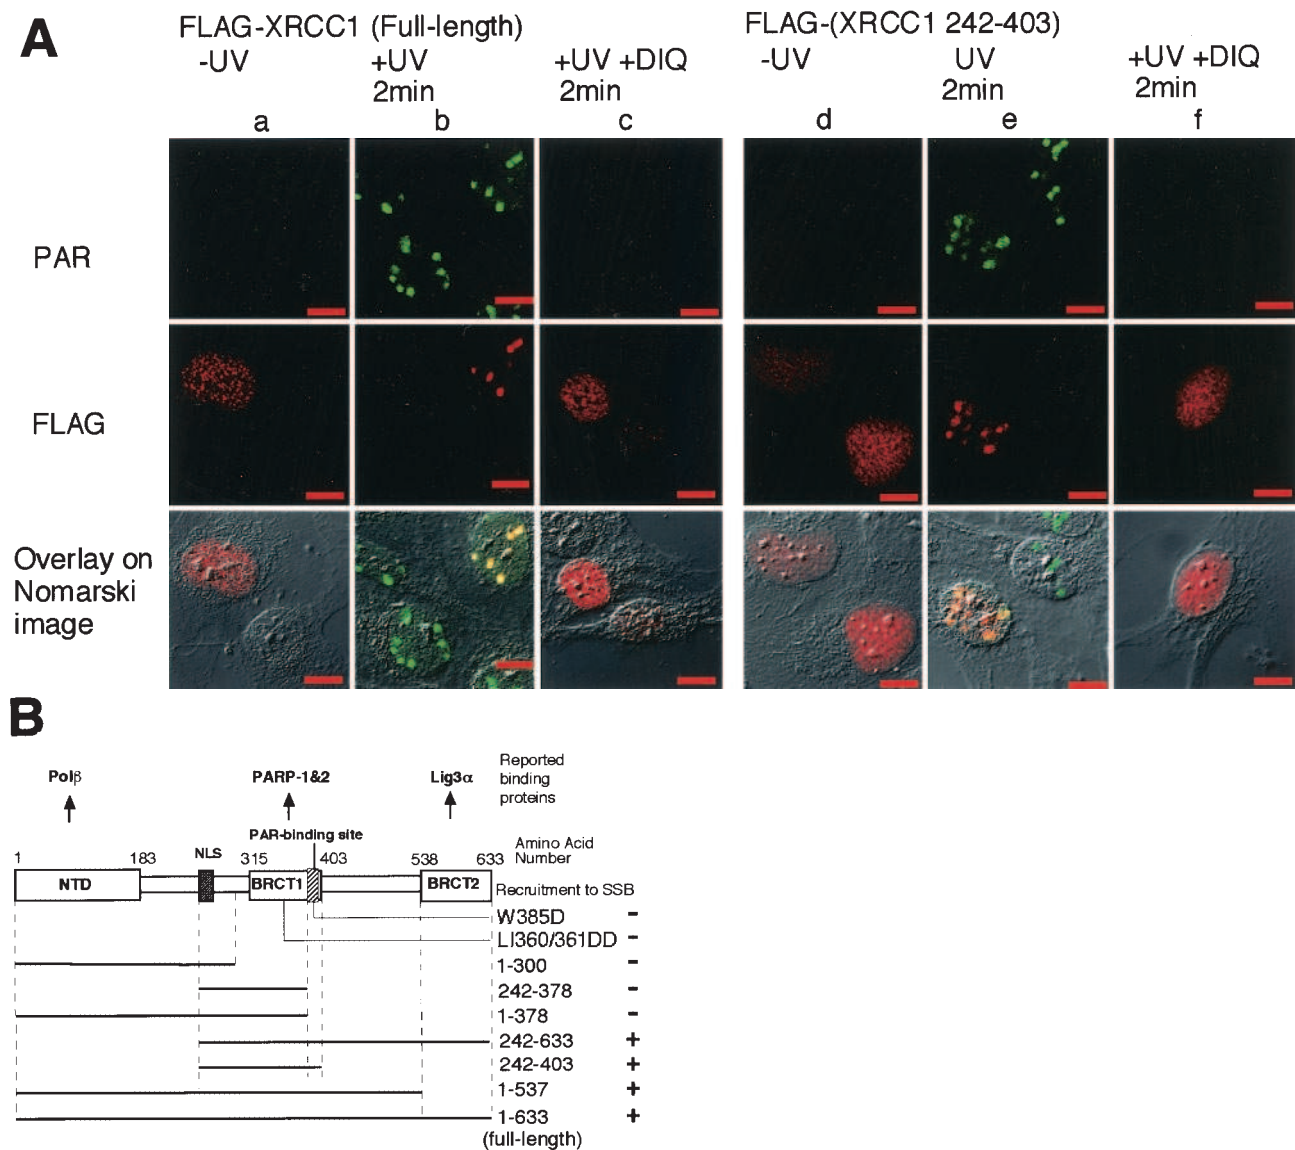 A
FLAG-XRCC1 (Full-length)
FLAG-(XRCC1 242-403)
-UV
+UV
2min
+UV +DIQ
2min
-UV
UV
2min
+UV +DIQ
2min
a
b
c
d
e
f
PAR
FLAG
Overlay on
Nomarski
image
B
Polβ
PARP-1&2
Lig3α
Reported
binding
proteins
PAR-binding site
1
183
NLS
315
403
538
633
Amino Acid
Number
NTD
BRCT1
BRCT2
Recruitment to SSB
W385D -
LI360/361DD -
1-300 -
242-378 -
1-378 -
242-633 +
242-403 +
1-537 +
1-633 +
(full-length)